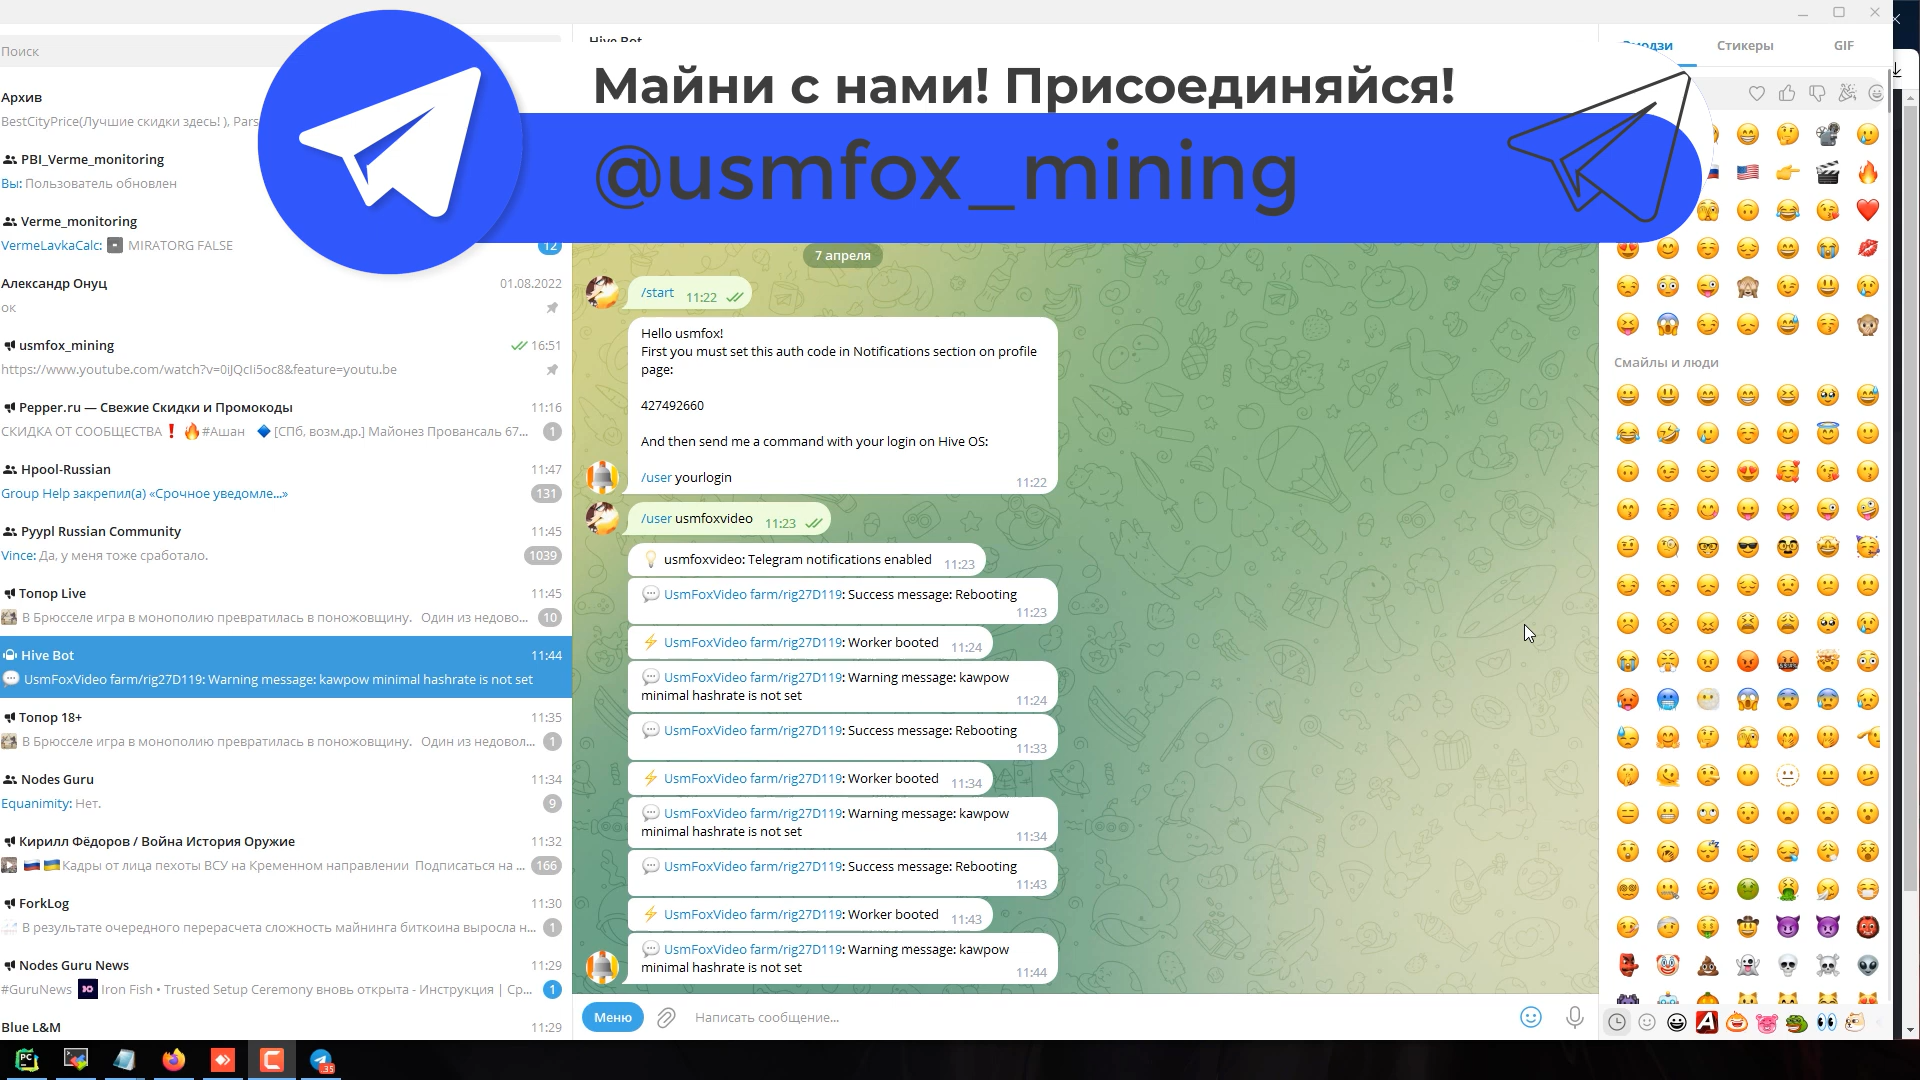 Hive Bot
Эмодзи
Стикеры
GIF
Поиск
Майни с нами! Присоединяйся!
@usmfox_mining
Архив
BestCityPrice(Лучшие скидки здесь! ), Pars
PBI_Verme_monitoring
Вы: Пользователь обновлен
Verme_monitoring
VermeLavkaCalc: MIRATORG FALSE
12
Александр Онуц 01.08.2022
ок
usmfox_mining 16:51
https://www.youtube.com/watch?v=0iJQcIi5oc8&feature=youtu.be
Pepper.ru — Свежие Скидки и Промокоды 11:16
СКИДКА ОТ СООБЩЕСТВА❗🔥#Ашан 🔷[СПб, возм.др.] Майонез Провансаль 67... 1
Hpool-Russian 11:47
Group Help закрепил(а) «Срочное уведомле...» 131
Pyypl Russian Community 11:45
Vince: Да, у меня тоже сработало. 1039
Топор Live 11:45
В Брюсселе игра в монополию превратилась в поножовщину. Один из недово... 10
Hive Bot 11:44
UsmFoxVideo farm/rig27D119: Warning message: kawpow minimal hashrate is not set
Топор 18+ 11:35
В Брюсселе игра в монополию превратилась в поножовщину. Один из недовол... 1
Nodes Guru 11:34
Equanimity: Нет. 9
Кирилл Фёдоров / Война История Оружие 11:32
Кадры от лица пехоты ВСУ на Кременном направлении Подписаться на ... 166
ForkLog 11:30
В результате очередного перерасчета сложность майнинга биткоина выросла н... 1
Nodes Guru News 11:29
#GuruNews Iron Fish • Trusted Setup Ceremony вновь открыта - Инструкция | Ср... 1
Blue L&M 11:29
7 апреля
/start 11:22
Hello usmfox!
First you must set this auth code in Notifications section on profile
page:
427492660
And then send me a command with your login on Hive OS:
/user yourlogin 11:22
/user usmfoxvideo 11:23
usmfoxvideo: Telegram notifications enabled 11:23
UsmFoxVideo farm/rig27D119: Success message: Rebooting
11:23
UsmFoxVideo farm/rig27D119: Worker booted 11:24
UsmFoxVideo farm/rig27D119: Warning message: kawpow
minimal hashrate is not set 11:24
UsmFoxVideo farm/rig27D119: Success message: Rebooting
11:33
UsmFoxVideo farm/rig27D119: Worker booted 11:34
UsmFoxVideo farm/rig27D119: Warning message: kawpow
minimal hashrate is not set 11:34
UsmFoxVideo farm/rig27D119: Success message: Rebooting
11:43
UsmFoxVideo farm/rig27D119: Worker booted 11:43
UsmFoxVideo farm/rig27D119: Warning message: kawpow
minimal hashrate is not set 11:44
Меню
Написать сообщение...
Смайлы и люди
PC
35